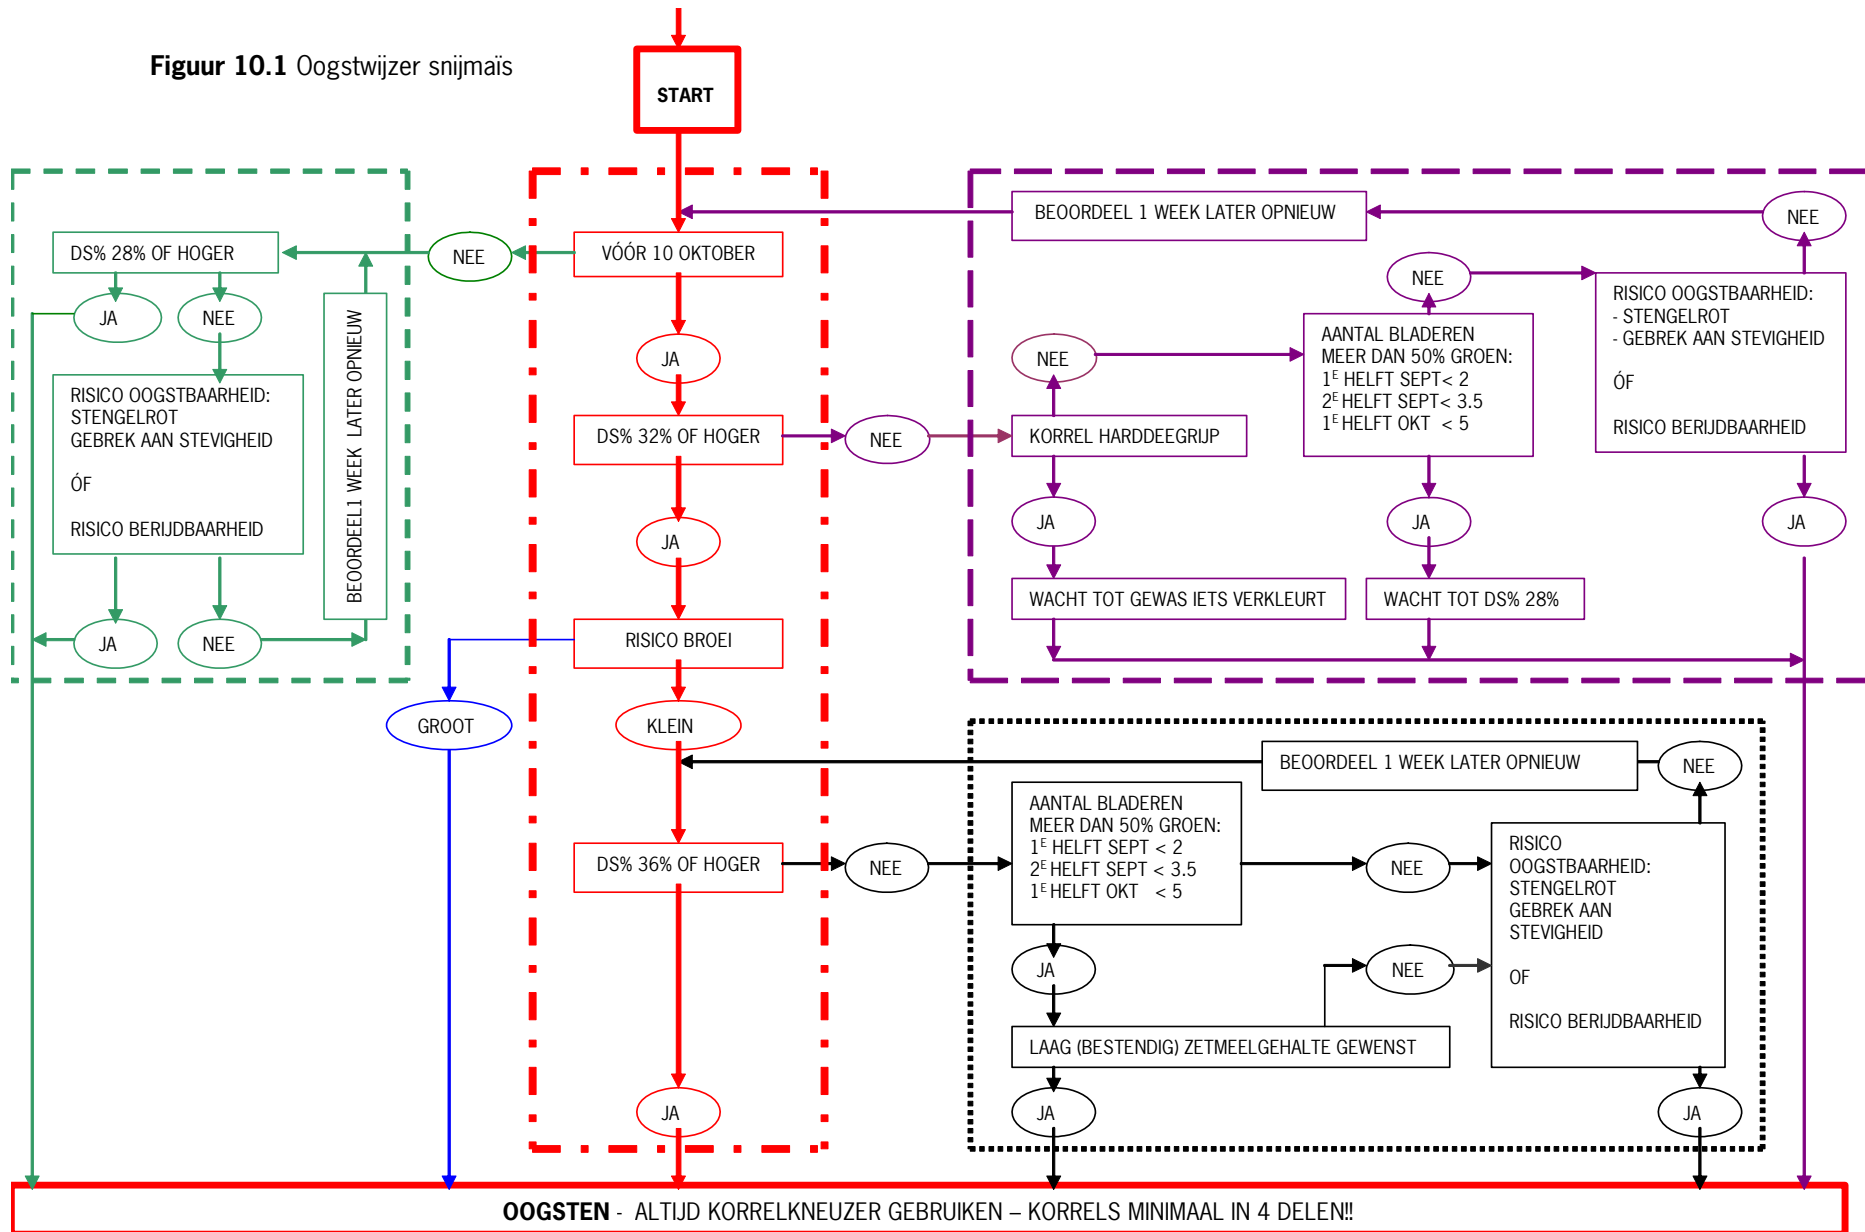 Figuur 10.1 Oogstwijzer snijmaïs
START
DS% 28% OF HOGER
JA
NEE
RISICO OOGSTBAARHEID:
STENGELROT
GEBREK AAN STEVIGHEID
ÓF
RISICO BERIJDBAARHEID
JA
NEE
BEOORDEEL1 WEEK LATER OPNIEUW
NEE
VÓÓR 10 OKTOBER
JA
DS% 32% OF HOGER
NEE
JA
RISICO BROEI
GROOT
KLEIN
DS% 36% OF HOGER
NEE
JA
BEOORDEEL 1 WEEK LATER OPNIEUW
NEE
NEE
NEE
KORREL HARDDEEGRIJP
AANTAL BLADEREN
MEER DAN 50% GROEN:
1E HELFT SEPT< 2
2E HELFT SEPT< 3.5
1E HELFT OKT < 5
RISICO OOGSTBAARHEID:
- STENGELROT
- GEBREK AAN STEVIGHEID
ÓF
RISICO BERIJDBAARHEID
JA
JA
JA
WACHT TOT GEWAS IETS VERKLEURT
WACHT TOT DS% 28%
BEOORDEEL 1 WEEK LATER OPNIEUW
NEE
AANTAL BLADEREN
MEER DAN 50% GROEN:
1E HELFT SEPT < 2
2E HELFT SEPT < 3.5
1E HELFT OKT < 5
NEE
RISICO
OOGSTBAARHEID:
STENGELROT
GEBREK AAN
STEVIGHEID
OF
RISICO BERIJDBAARHEID
JA
NEE
LAAG (BESTENDIG) ZETMEELGEHALTE GEWENST
JA
JA
OOGSTEN - ALTIJD KORRELKNEUZER GEBRUIKEN – KORRELS MINIMAAL IN 4 DELEN!!